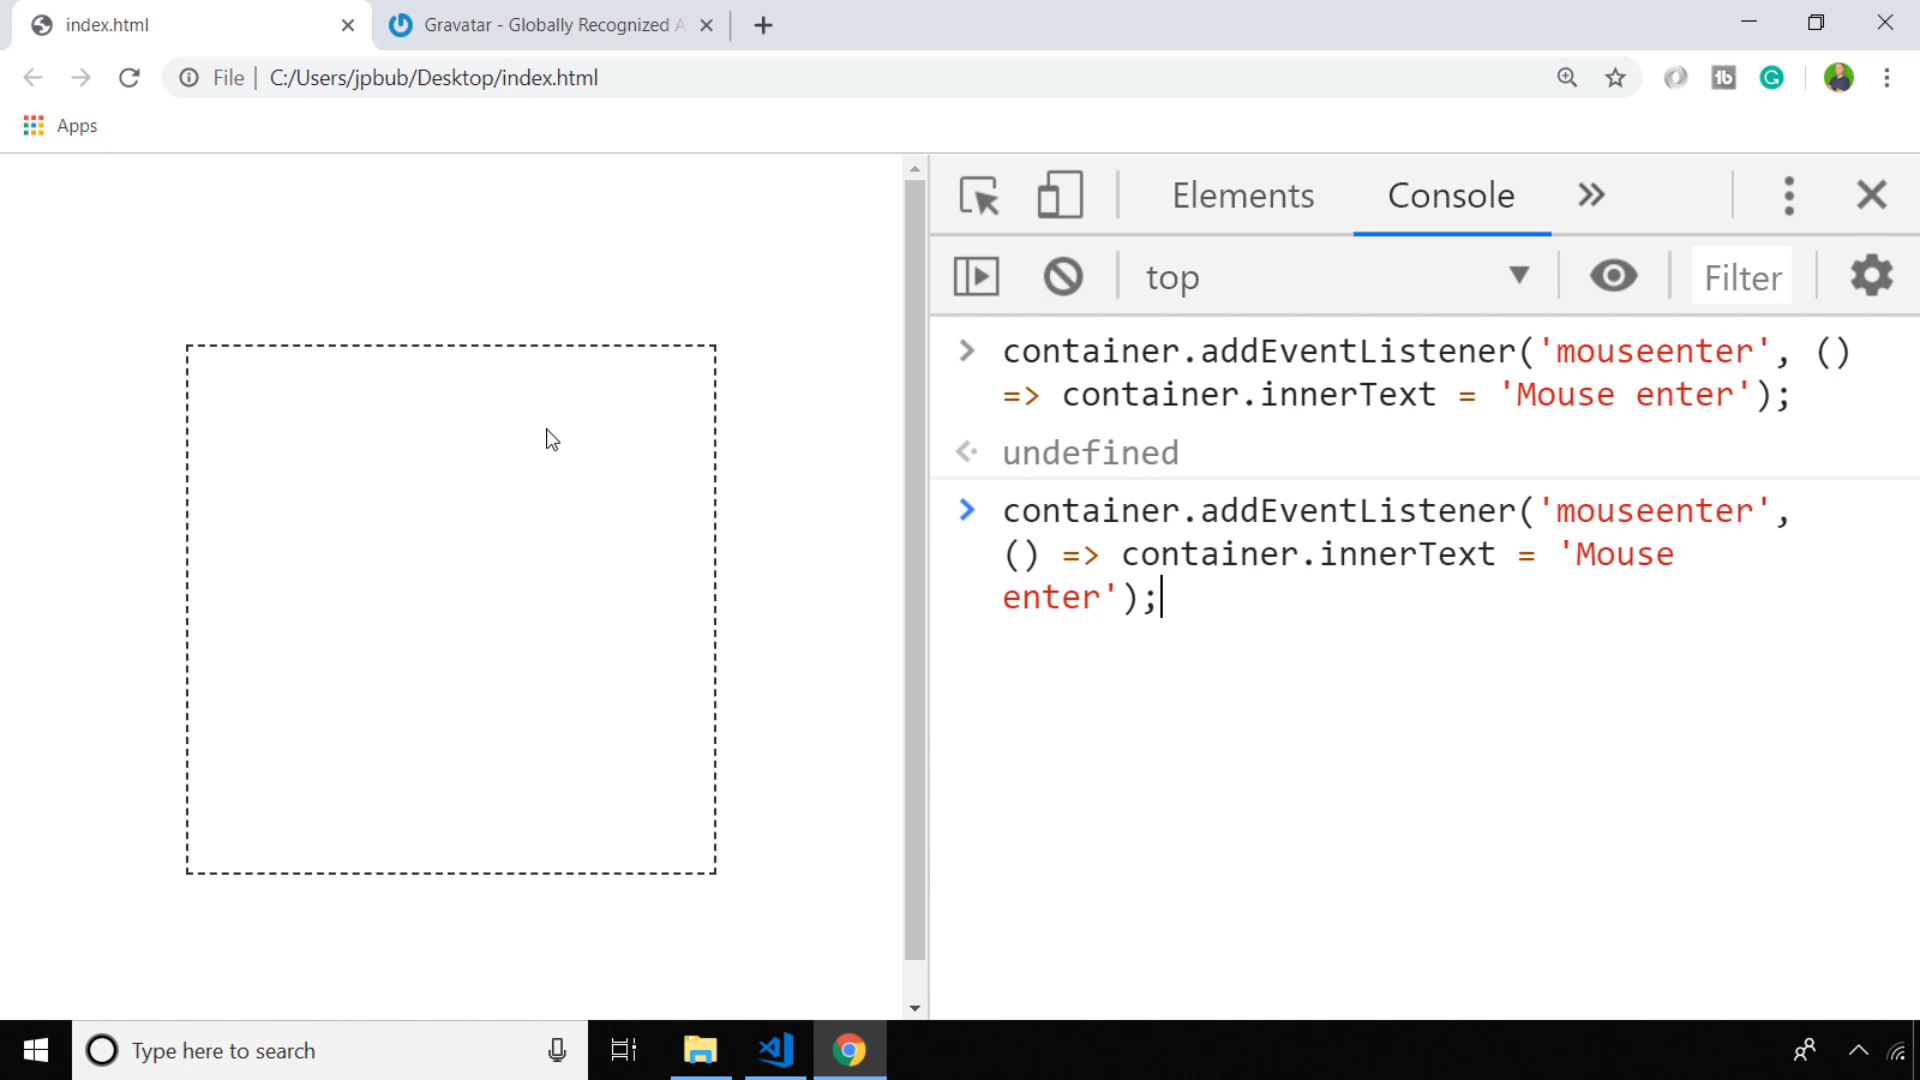 index.html
Gravatar - Globally Recognized A
File
C:/Users/jpbub/Desktop/index.html
Apps
Elements
Console
top
Filter
container.addEventListener('mouseenter', ()
=> container.innerText = 'Mouse enter');
undefined
container.addEventListener('mouseenter',
() => container.innerText = 'Mouse
enter');
Type here to search